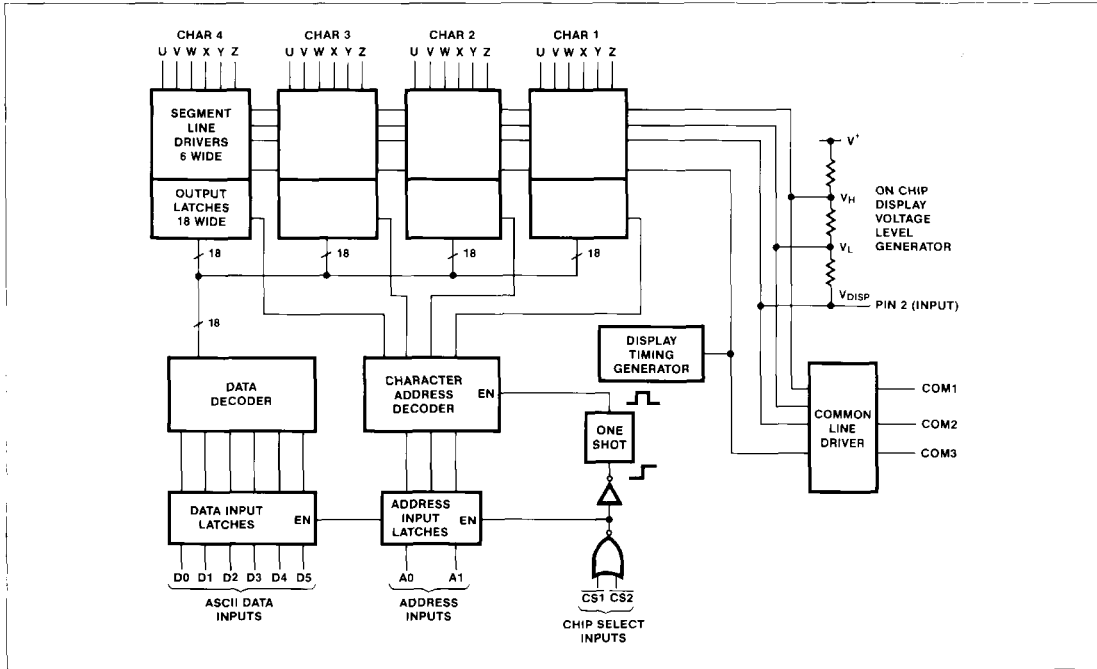 CHAR 4 CHAR 3 CHAR 2 CHAR 1
U V W X Y Z U V W X Y Z U V W X Y Z U V W X Y Z
SEGMENT
LINE
DRIVERS
6 WIDE
OUTPUT
LATCHES
18 WIDE
V+
VH
VL
VDISP
ON CHIP
DISPLAY
VOLTAGE
LEVEL
GENERATOR
PIN 2 (INPUT)
18 18 18 18
18
DISPLAY
TIMING
GENERATOR
DATA
DECODER
CHARACTER
ADDRESS
DECODER
EN
ONE
SHOT
COMMON
LINE
DRIVER
COM1
COM2
COM3
DATA INPUT
LATCHES
EN
ADDRESS
INPUT
LATCHES
EN
D0 D1 D2 D3 D4 D5
ASCII DATA
INPUTS
A0 A1
ADDRESS
INPUTS
C̅S̅1̅ C̅S̅2̅
CHIP SELECT
INPUTS